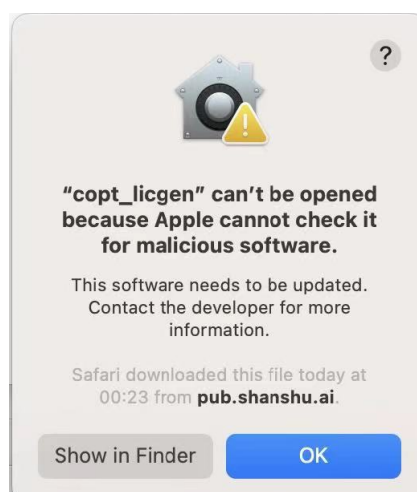 ?
“copt_licgen” can’t be opened
because Apple cannot check it
for malicious software.
This software needs to be updated.
Contact the developer for more
information.
Safari downloaded this file today at
00:23 from pub.shanshu.ai.
Show in Finder
OK